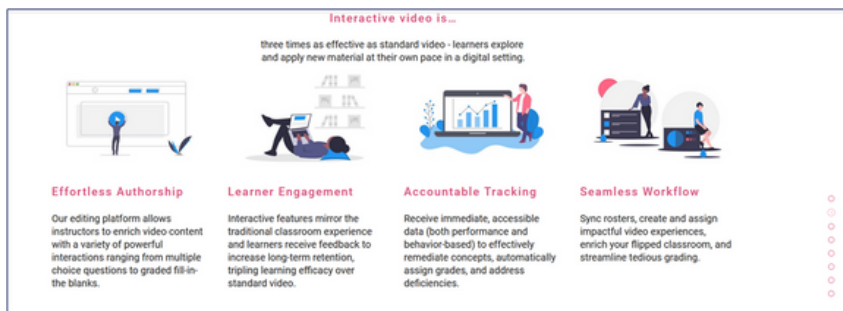 Interactive video is...
three times as effective as standard video - learners explore
and apply new material at their own pace in a digital setting.
Effortless Authorship
Our editing platform allows
instructors to enrich video content
with a variety of powerful
interactions ranging from multiple
choice questions to graded fill-in-
the blanks.
Learner Engagement
Interactive features mirror the
traditional classroom experience
and learners receive feedback to
increase long-term retention,
tripling learning efficacy over
standard video.
Accountable Tracking
Receive immediate, accessible
data (both performance and
behavior-based) to effectively
remediate concepts, automatically
assign grades, and address
deficiencies.
Seamless Workflow
Sync rosters, create and assign
impactful video experiences,
enrich your flipped classroom, and
streamline tedious grading.